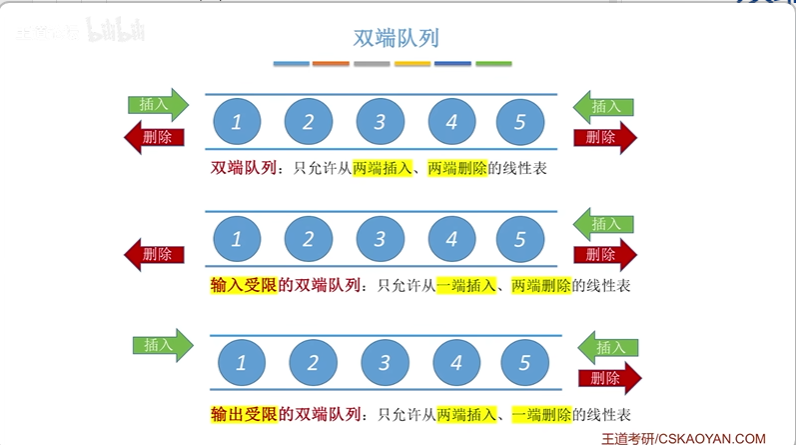 双端队列
插入 插入
1 2 3 4 5
删除 删除
双端队列：只允许从两端插入、两端删除的线性表
插入
1 2 3 4 5
删除 删除
输入受限的双端队列：只允许从一端插入、两端删除的线性表
插入 插入
1 2 3 4 5
删除
输出受限的双端队列：只允许从两端插入、一端删除的线性表
王道考研/CSKAOYAN.COM